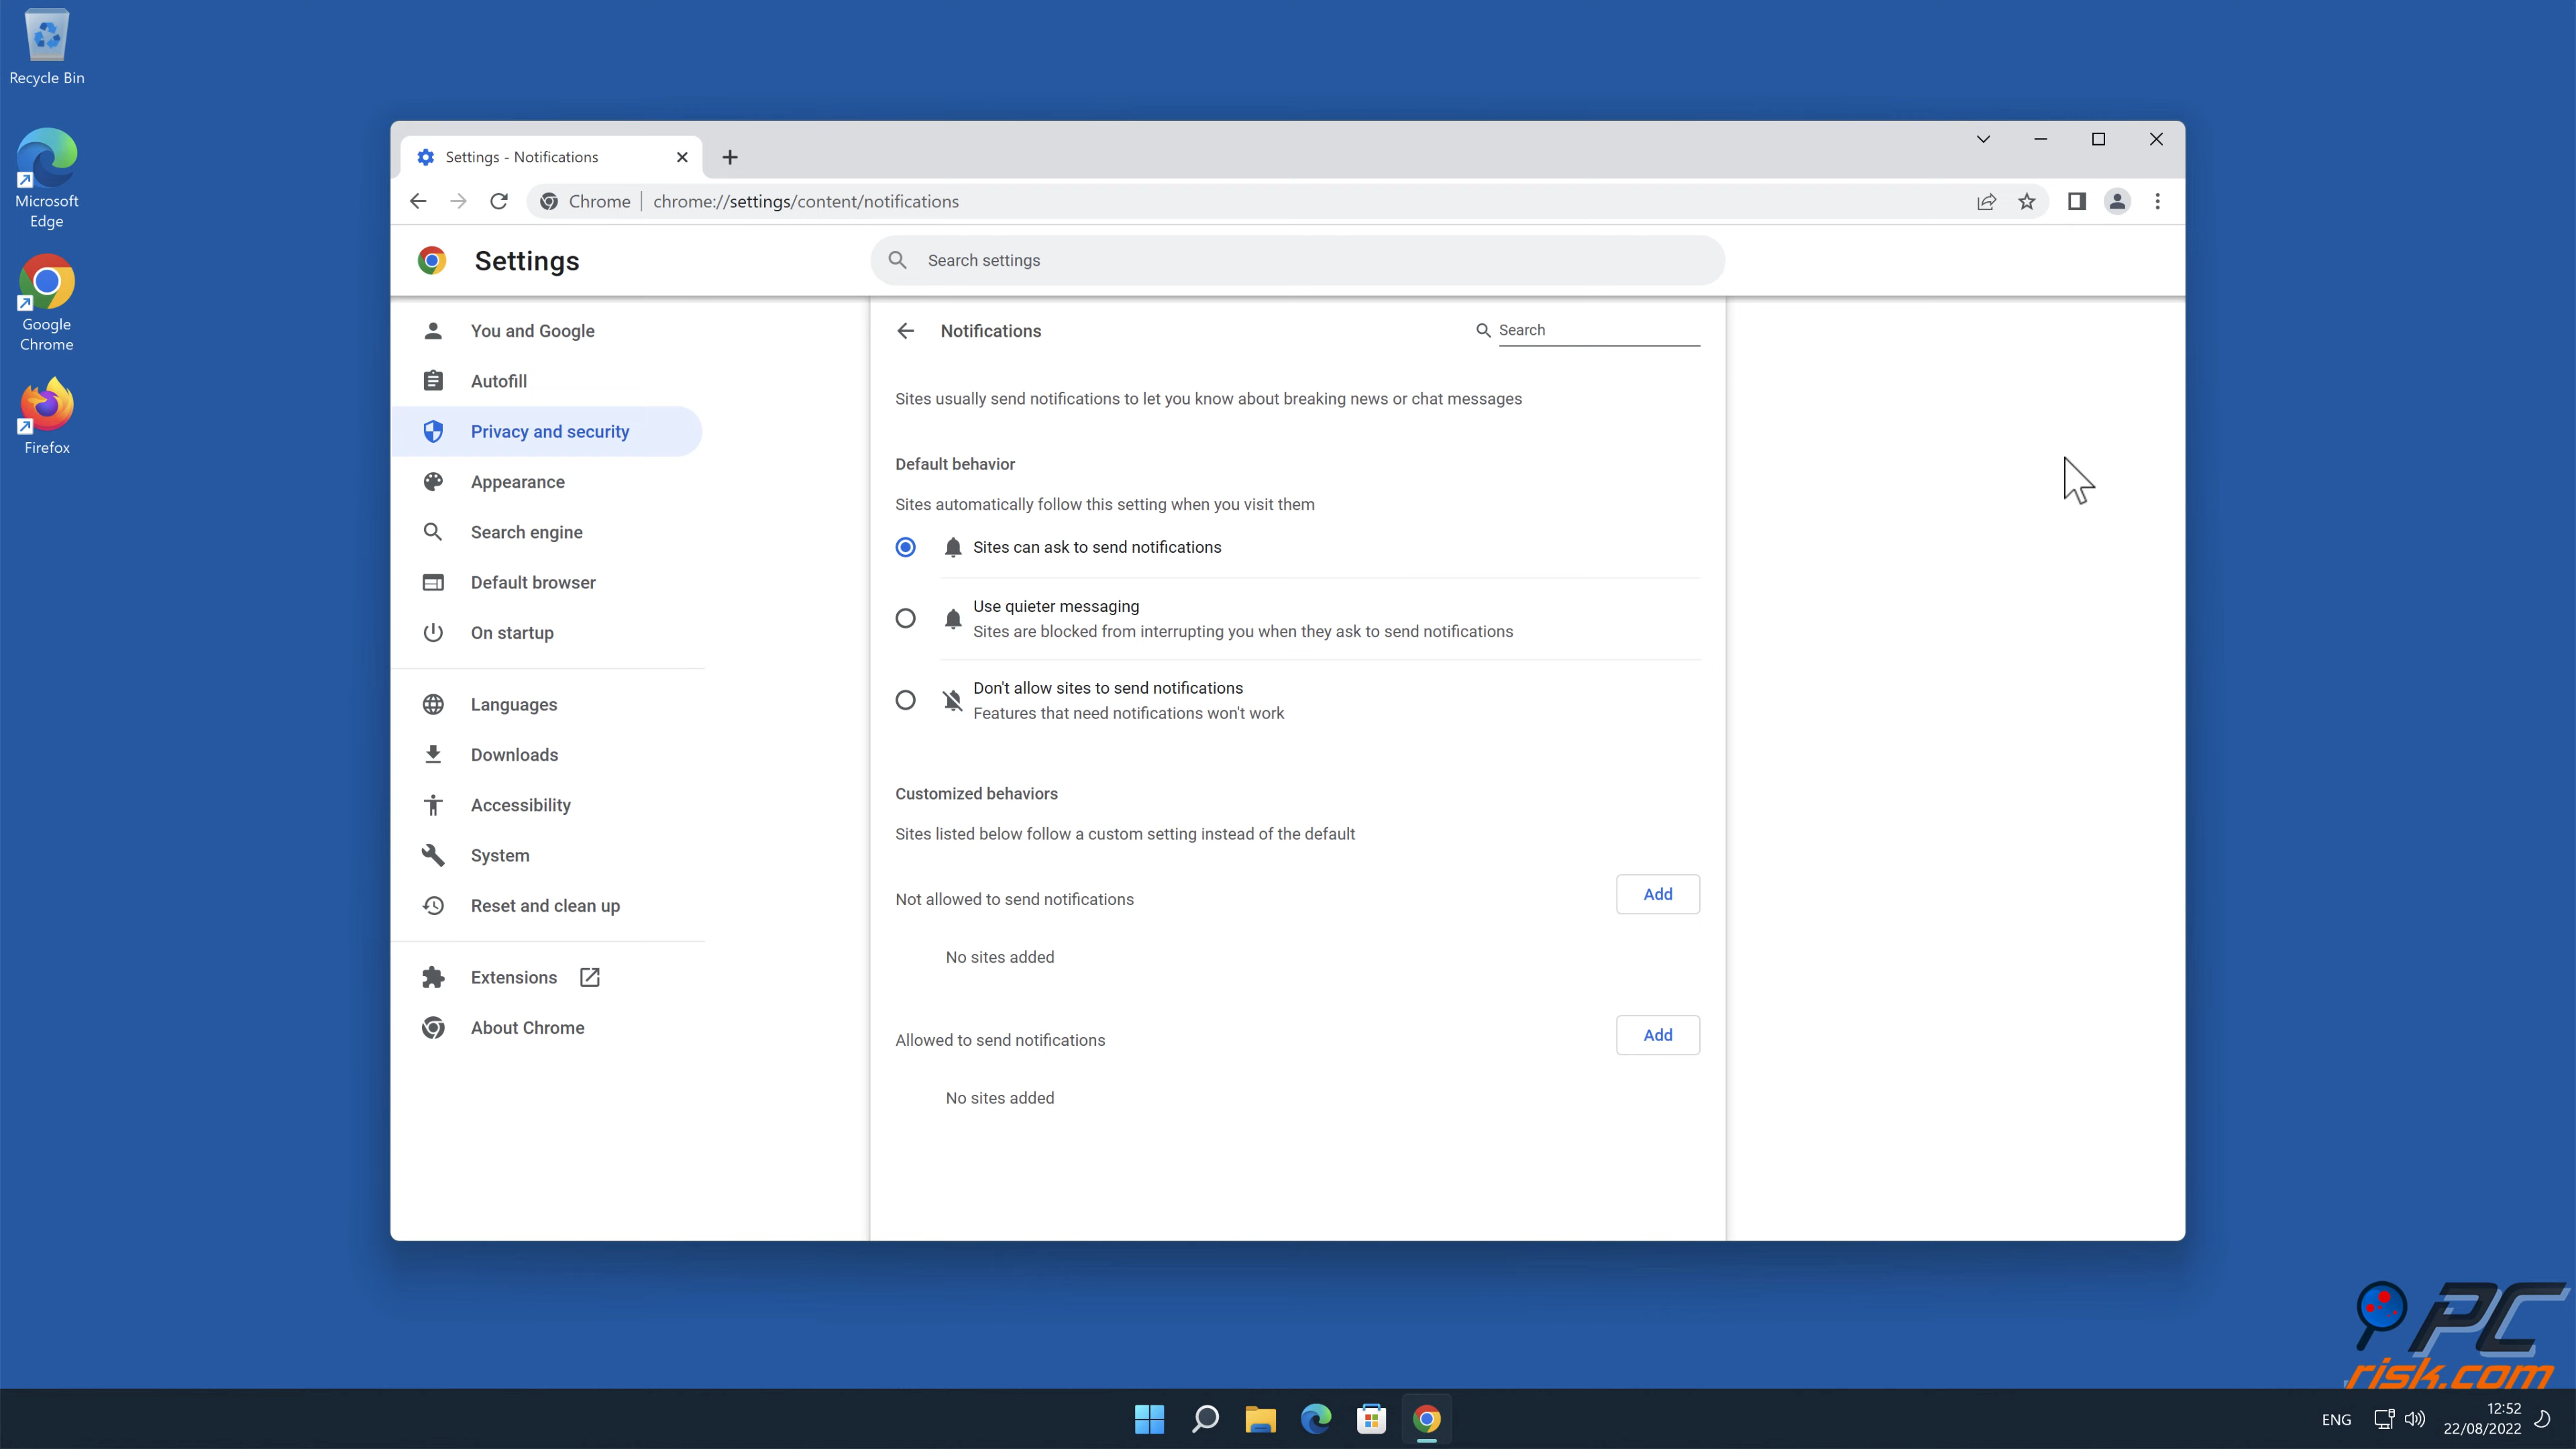 Recycle Bin
Microsoft
Edge
Google
Chrome
Firefox
Settings - Notifications
Chrome | chrome://settings/content/notifications
Settings
Search settings
You and Google
Autofill
Privacy and security
Appearance
Search engine
Default browser
On startup
Languages
Downloads
Accessibility
System
Reset and clean up
Extensions
About Chrome
Notifications
Search
Sites usually send notifications to let you know about breaking news or chat messages
Default behavior
Sites automatically follow this setting when you visit them
Sites can ask to send notifications
Use quieter messaging
Sites are blocked from interrupting you when they ask to send notifications
Don't allow sites to send notifications
Features that need notifications won't work
Customized behaviors
Sites listed below follow a custom setting instead of the default
Not allowed to send notifications
Add
No sites added
Allowed to send notifications
Add
No sites added
PC
risk.com
ENG
12:52
22/08/2022